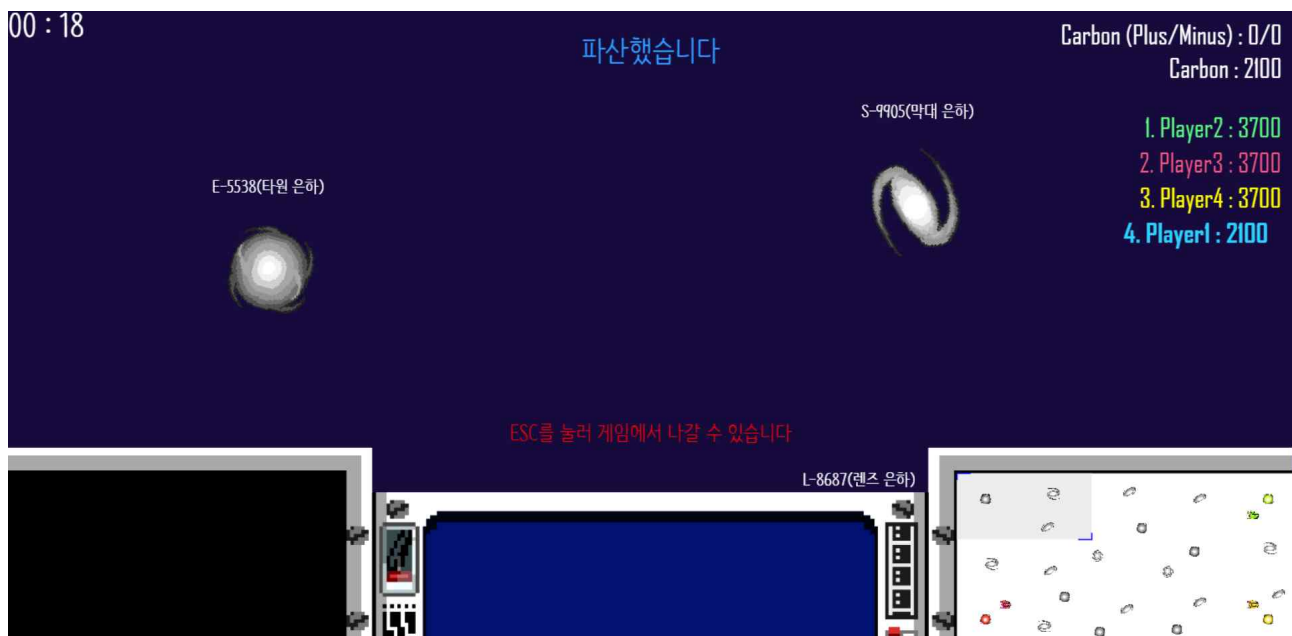 00 : 18
파산했습니다
Carbon (Plus/Minus) : 0/0
Carbon : 2100
S-9905(막대 은하)
1. Player2 : 3700
2. Player3 : 3700
3. Player4 : 3700
4. Player1 : 2100
E-5538(타원 은하)
ESC를 눌러 게임에서 나갈 수 있습니다
L-8687(렌즈 은하)